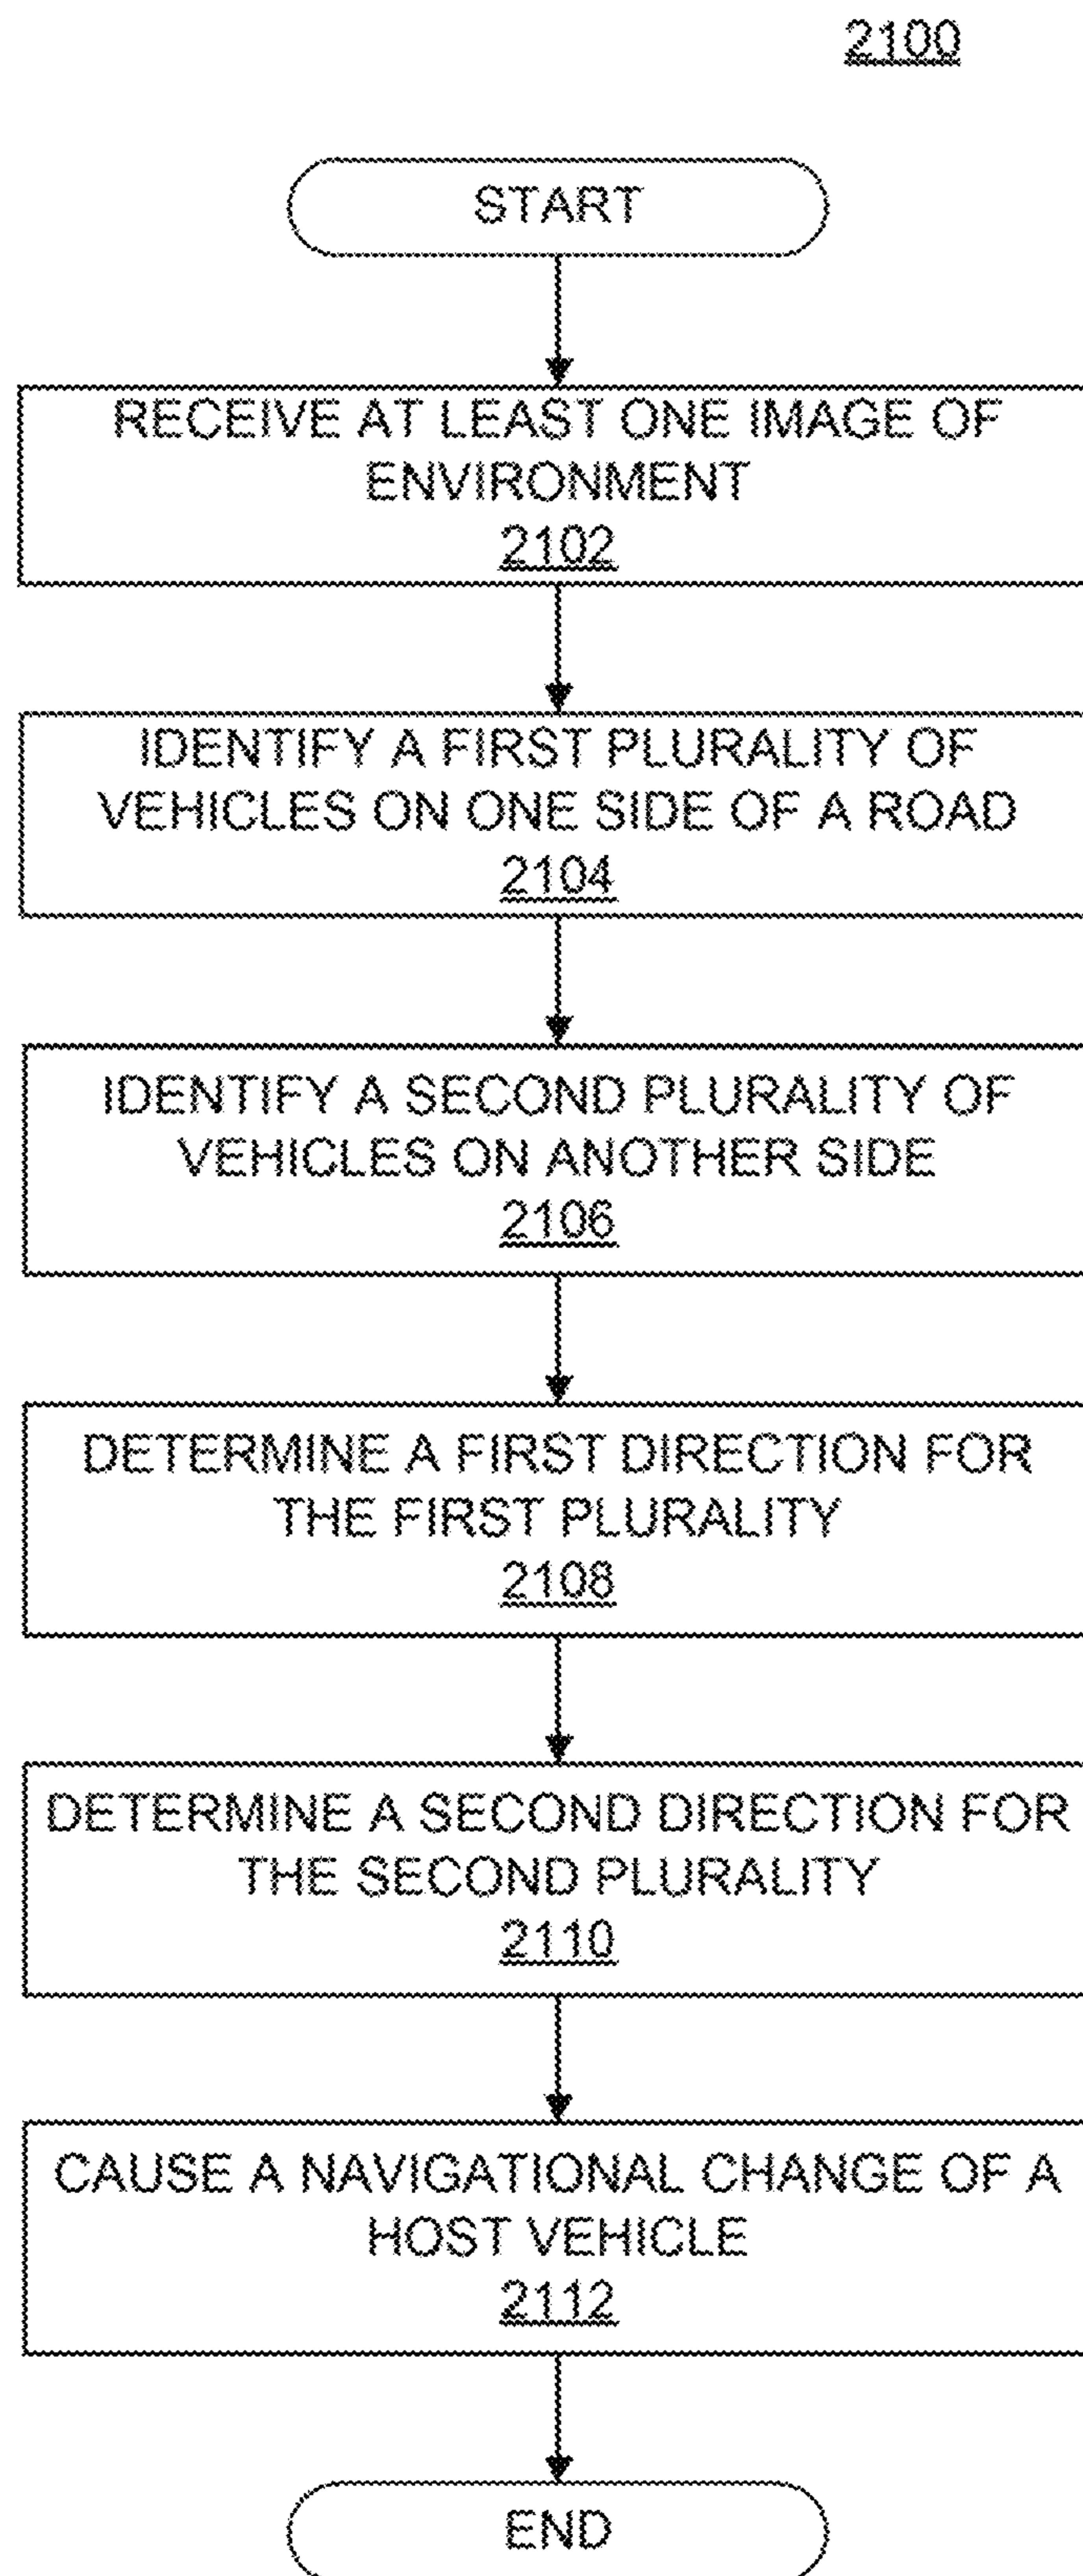 2100
START
RECEIVE AT LEAST ONE IMAGE OF
ENVIRONMENT
2102
IDENTIFY A FIRST PLURALITY OF
VEHICLES ON ONE SIDE OF A ROAD
2104
IDENTIFY A SECOND PLURALITY OF
VEHICLES ON ANOTHER SIDE
2106
DETERMINE A FIRST DIRECTION FOR
THE FIRST PLURALITY
2108
DETERMINE A SECOND DIRECTION FOR
THE SECOND PLURALITY
2110
CAUSE A NAVIGATIONAL CHANGE OF A
HOST VEHICLE
2112
END